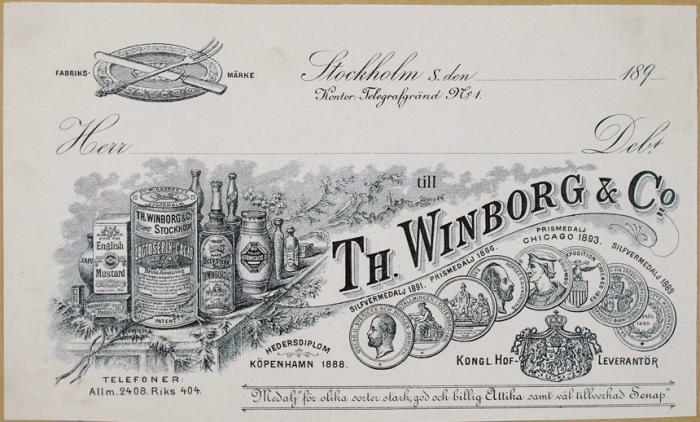 FABRIKS- MÄRKE.
Stockholm S. den 189
Kontor: Telegrafgränd No 1.
Herr Debt
till
TH. WINBORG & Co
PRISMEDALJ
CHICAGO 1893.
SILFVERMEDALJ 1891. PRISMEDALJ 1866.
SILFVERMEDALJ 1869
English
Mustard
TH. WINBORG & Co
STOCKHOLM
PATENT
HEDERSDIPLOM
KÖPENHAMN 1888.
KONGL. HOF- LEVERANTÖR
TELEFONER
Allm. 2408. Riks 404.
"Medalj" för olika sorter stark, god och billig Ättika samt väl tillverkad Senap."